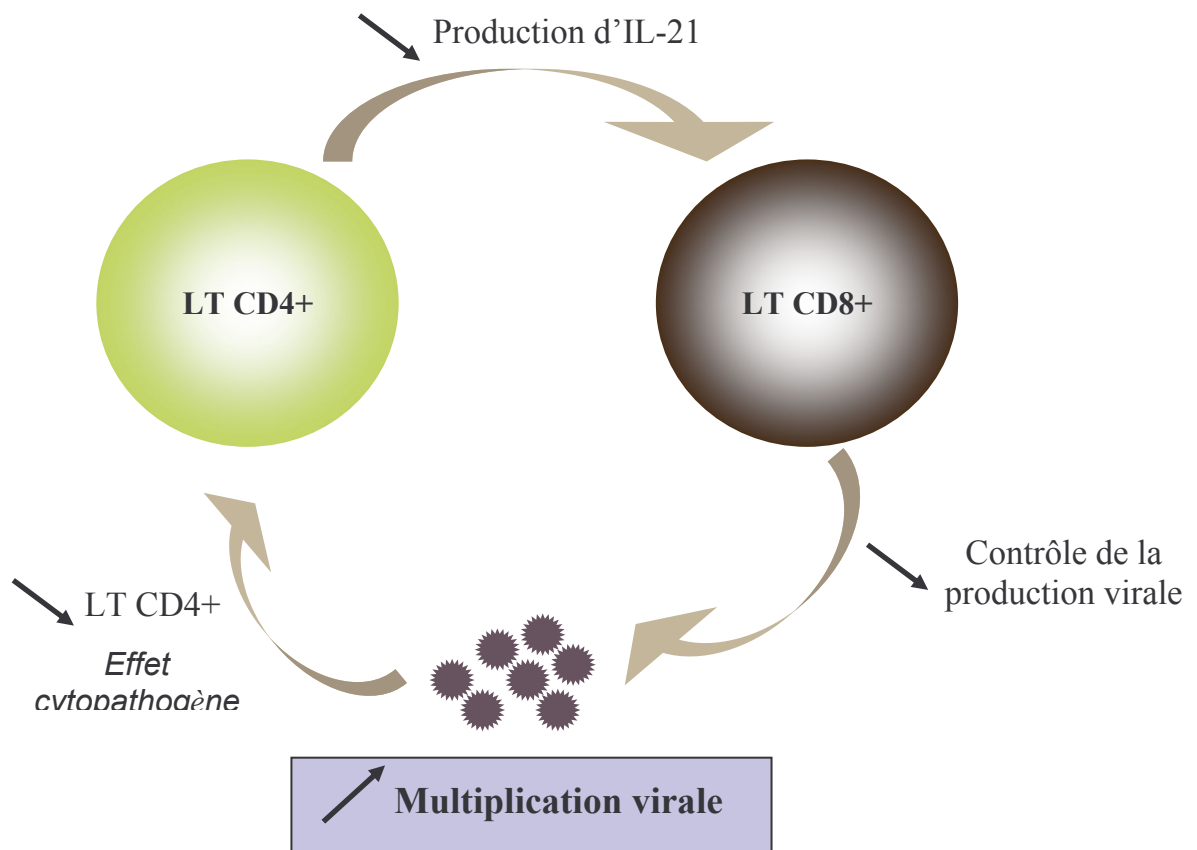 Production d’IL-21
LT CD4+
LT CD8+
Contrôle de la
production virale
LT CD4+
Effet
cytopathogène
Multiplication virale